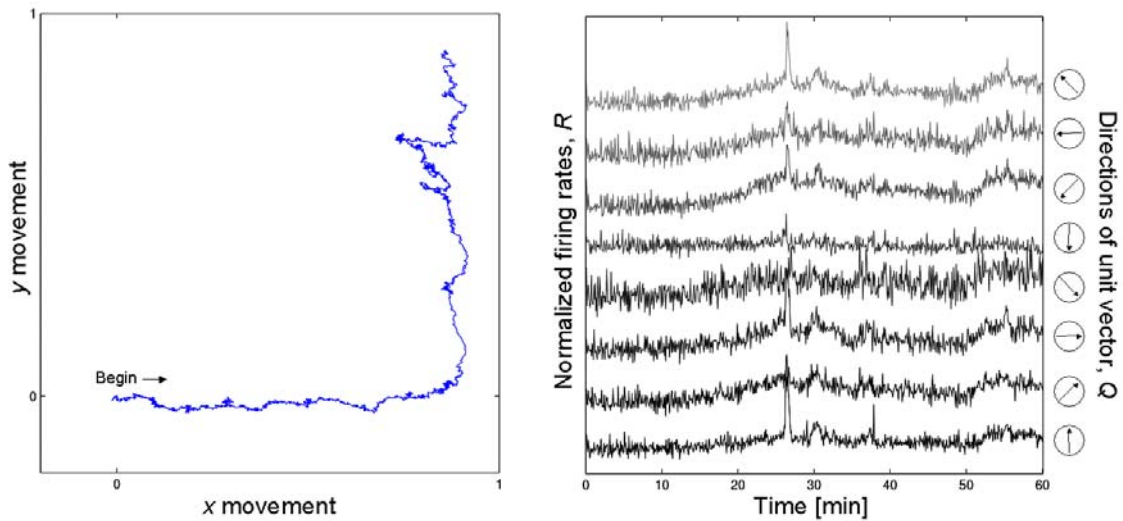 1
y movement
Begin
0
0
1
x movement
Normalized firing rates, R
0
10
20
30
40
50
60
Time [min]
Directions of unit vector, Q